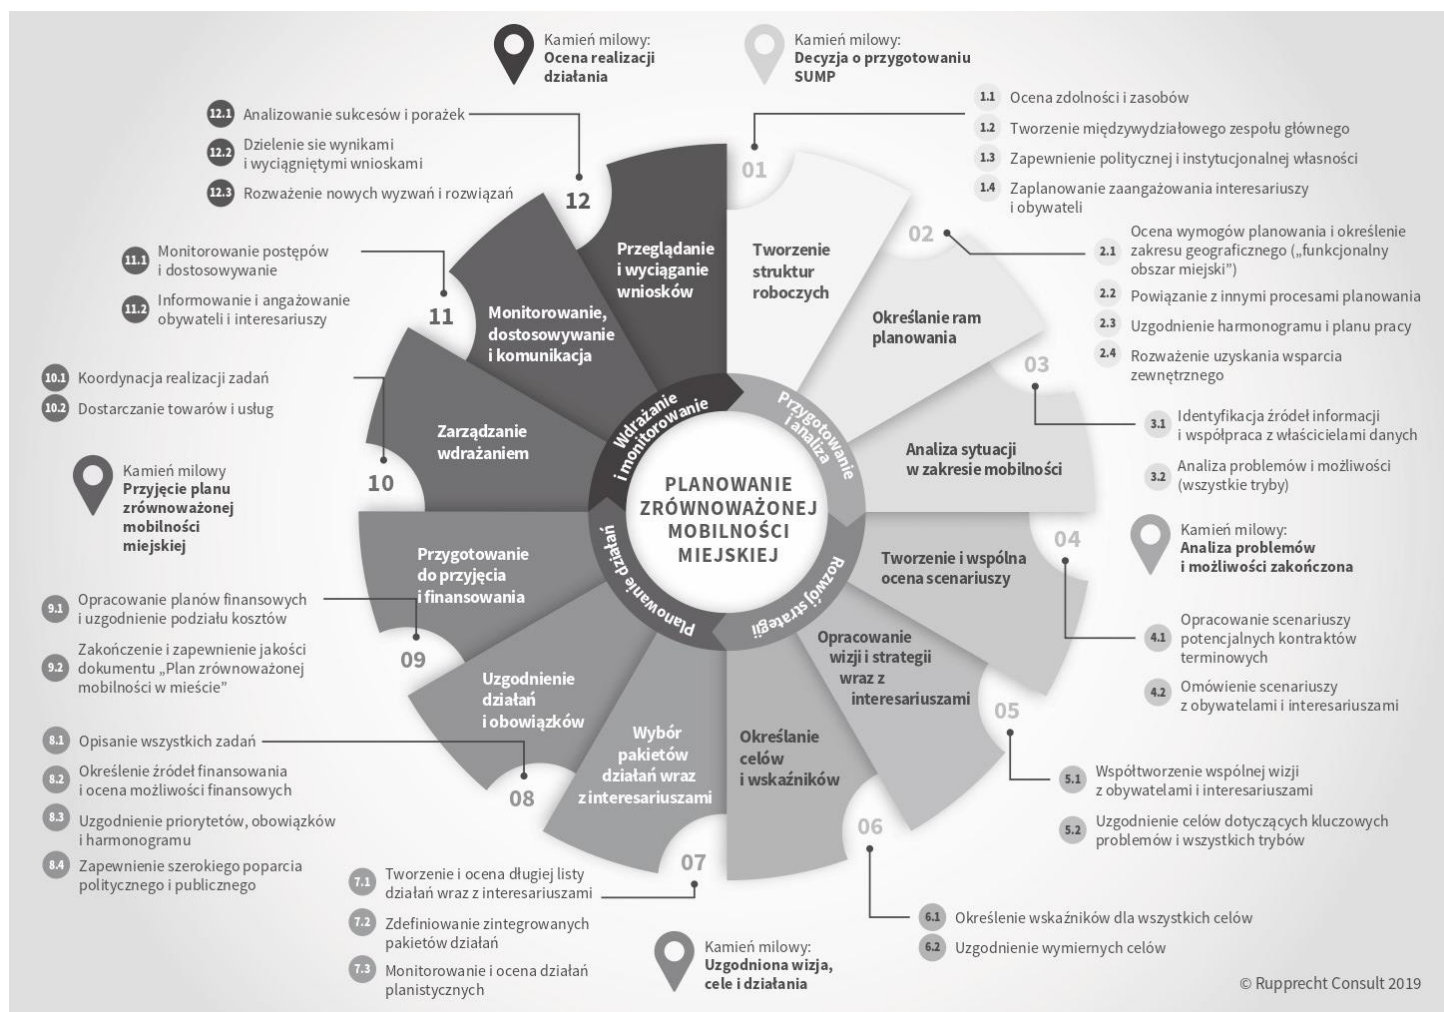 Kamień milowy:
Ocena realizacji
działania
Kamień milowy:
Decyzja o przygotowaniu
SUMP
12.1 Analizowanie sukcesów i porażek
12.2 Dzielenie sie wynikami
i wyciągniętymi wnioskami
12.3 Rozważenie nowych wyzwań i rozwiązań
1.1 Ocena zdolności i zasobów
1.2 Tworzenie międzywydziałowego zespołu głównego
1.3 Zapewnienie politycznej i instytucjonalnej własności
1.4 Zaplanowanie zaangażowania interesariuszy
i obywateli
11.1 Monitorowanie postępów
i dostosowywanie
11.2 Informowanie i angażowanie
obywateli i interesariuszy
2.1 Ocena wymogów planowania i określenie
zakresu geograficznego („funkcjonalny
obszar miejski”)
2.2 Powiązanie z innymi procesami planowania
2.3 Uzgodnienie harmonogramu i planu pracy
2.4 Rozważenie uzyskania wsparcia
zewnętrznego
10.1 Koordynacja realizacji zadań
10.2 Dostarczanie towarów i usług
3.1 Identyfikacja źródeł informacji
i współpraca z właścicielami danych
3.2 Analiza problemów i możliwości
(wszystkie tryby)
Kamień milowy
Przyjęcie planu
zrównoważonej
mobilności
miejskiej
Kamień milowy:
Analiza problemów
i możliwości zakończona
9.1 Opracowanie planów finansowych
i uzgodnienie podziału kosztów
9.2 Zakończenie i zapewnienie jakości
dokumentu „Plan zrównoważonej
mobilności w mieście”
4.1 Opracowanie scenariuszy
potencjalnych kontraktów
terminowych
4.2 Omówienie scenariuszy
z obywatelami i interesariuszami
8.1 Opisanie wszystkich zadań
8.2 Określenie źródeł finansowania
i ocena możliwości finansowych
8.3 Uzgodnienie priorytetów, obowiązków
i harmonogramu
8.4 Zapewnienie szerokiego poparcia
politycznego i publicznego
5.1 Współtworzenie wspólnej wizji
z obywatelami i interesariuszami
5.2 Uzgodnienie celów dotyczących kluczowych
problemów i wszystkich trybów
7.1 Tworzenie i ocena długiej listy
działań wraz z interesariuszami
7.2 Zdefiniowanie zintegrowanych
pakietów działań
7.3 Monitorowanie i ocena działań
planistycznych
6.1 Określenie wskaźników dla wszystkich celów
6.2 Uzgodnienie wymiernych celów
Kamień milowy:
Uzgodniona wizja,
cele i działania
01
Tworzenie
struktur
roboczych
02
Określanie ram
planowania
03
Analiza sytuacji
w zakresie mobilności
04
Tworzenie i wspólna
ocena scenariuszy
05
Opracowanie
wizji i strategii
wraz z
interesariuszami
06
Określanie
celów
i wskaźników
07
Wybór
pakietów
działań wraz
z interesariuszami
08
Uzgodnienie
działań
i obowiązków
09
Przygotowanie
do przyjęcia
i finansowania
10
Zarządzanie
wdrażaniem
11
Monitorowanie,
dostosowywanie
i komunikacja
12
Przeglądanie
i wyciąganie
wniosków
Przygotowanie
i analiza
Rozwój strategii
Planowanie działań
Wdrażanie
i monitorowanie
PLANOWANIE
ZRÓWNOWAŻONEJ
MOBILNOŚCI
MIEJSKIEJ
© Rupprecht Consult 2019